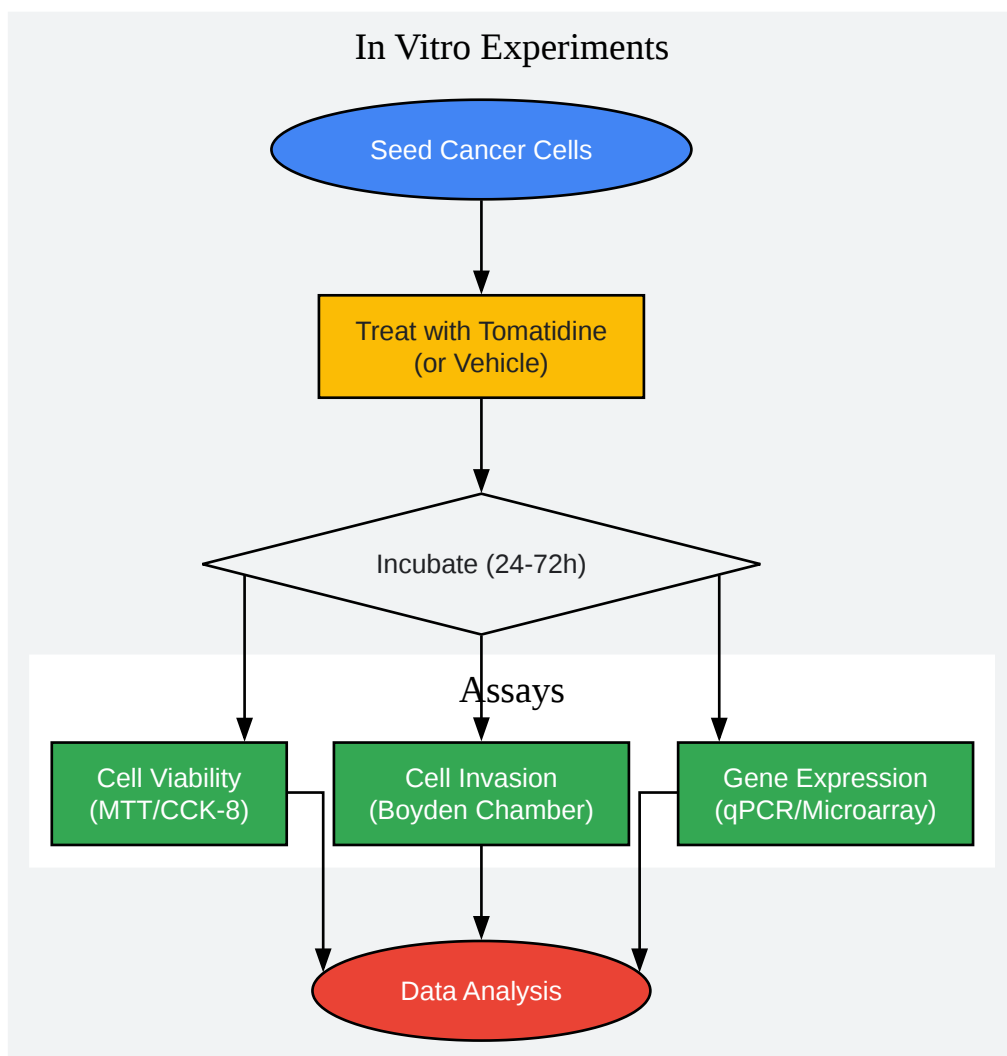 In Vitro Experiments
Seed Cancer Cells
Treat with Tomatidine
(or Vehicle)
Incubate (24-72h)
Assays
Cell Viability
(MTT/CCK-8)
Cell Invasion
(Boyden Chamber)
Gene Expression
(qPCR/Microarray)
Data Analysis